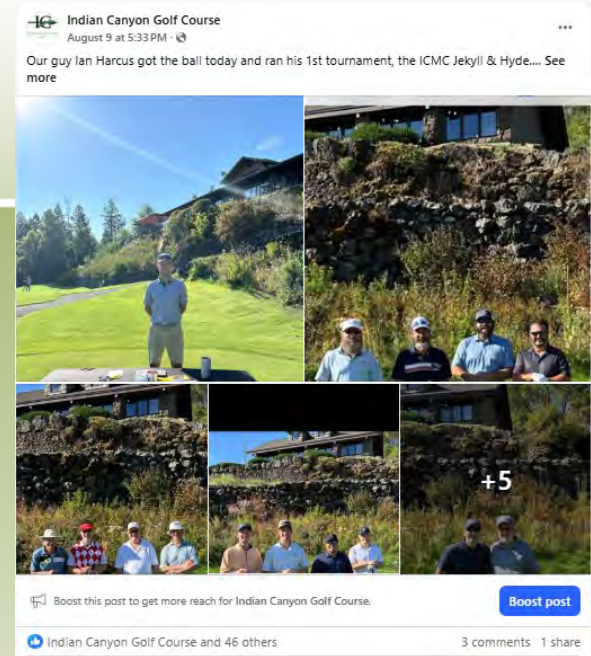 Indian Canyon Golf Course
August 9 at 5:33 PM ·
Our guy Ian Harcus got the ball today and ran his 1st tournament, the ICMC Jekyll & Hyde.... See
more
+5
Boost this post to get more reach for Indian Canyon Golf Course.
Boost post
Indian Canyon Golf Course and 46 others
3 comments 1 share